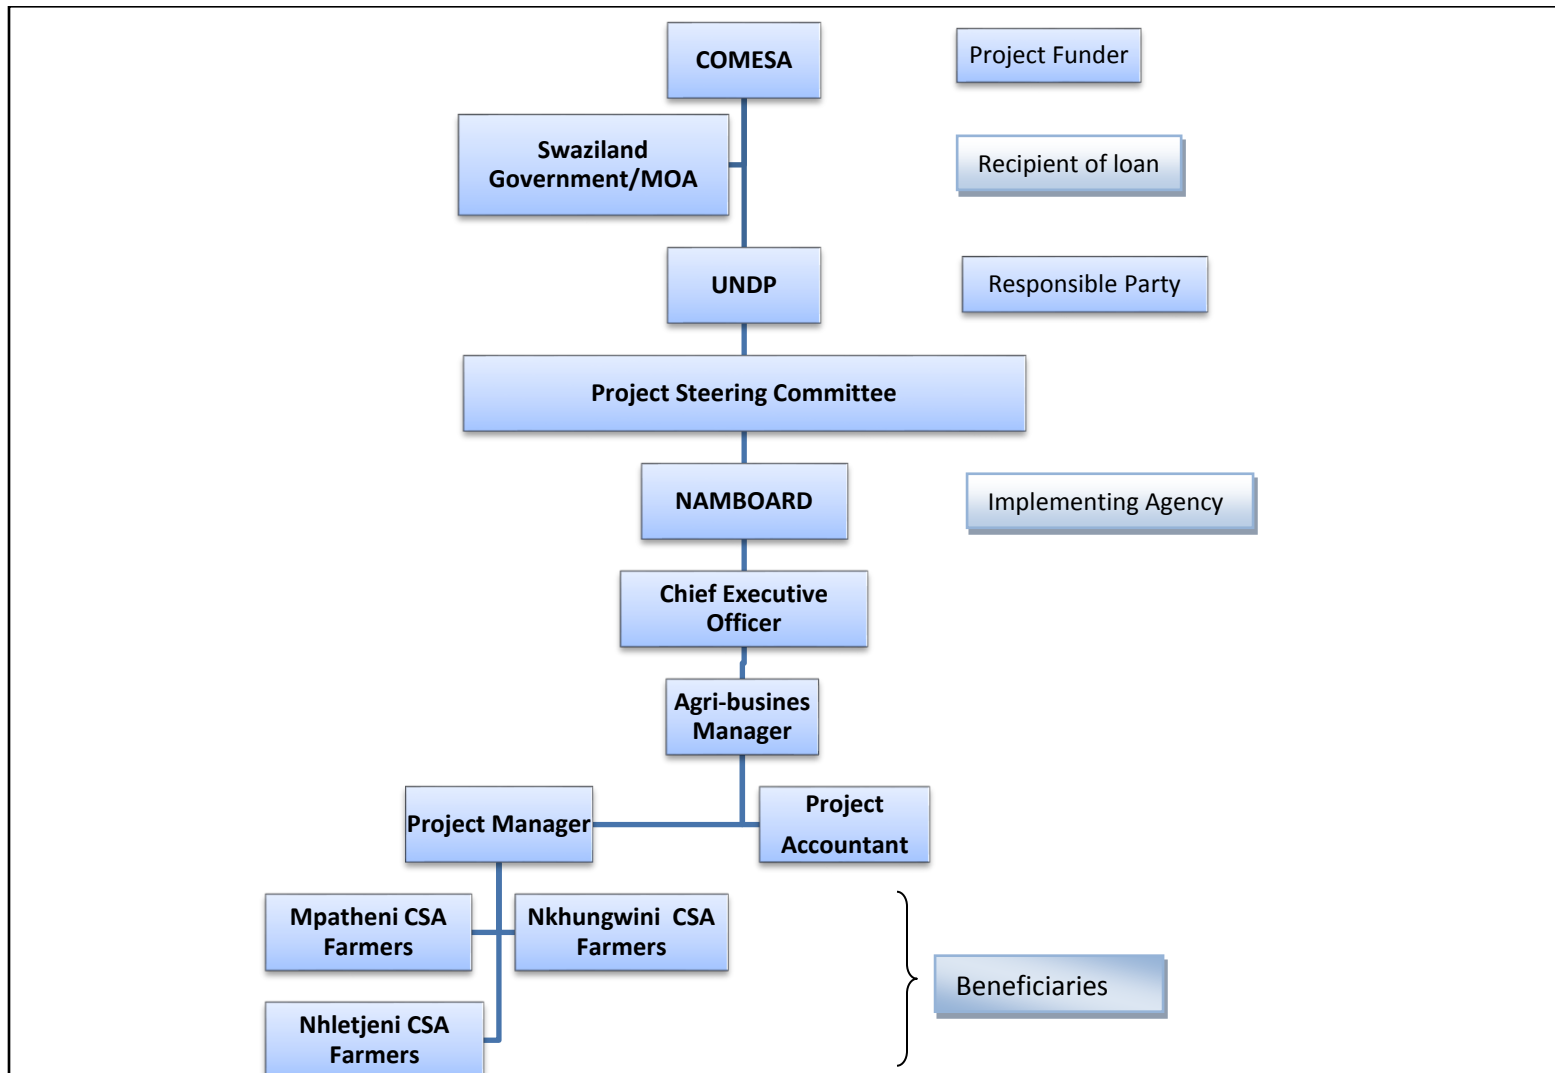 COMESA
Project Funder
Swaziland
Government/MOA
Recipient of loan
UNDP
Responsible Party
Project Steering Committee
NAMBOARD
Implementing Agency
Chief Executive
Officer
Agri-busines
Manager
Project Manager
Project
Accountant
Mpatheni CSA
Farmers
Nkhungwini CSA
Farmers
Beneficiaries
Nhletjeni CSA
Farmers